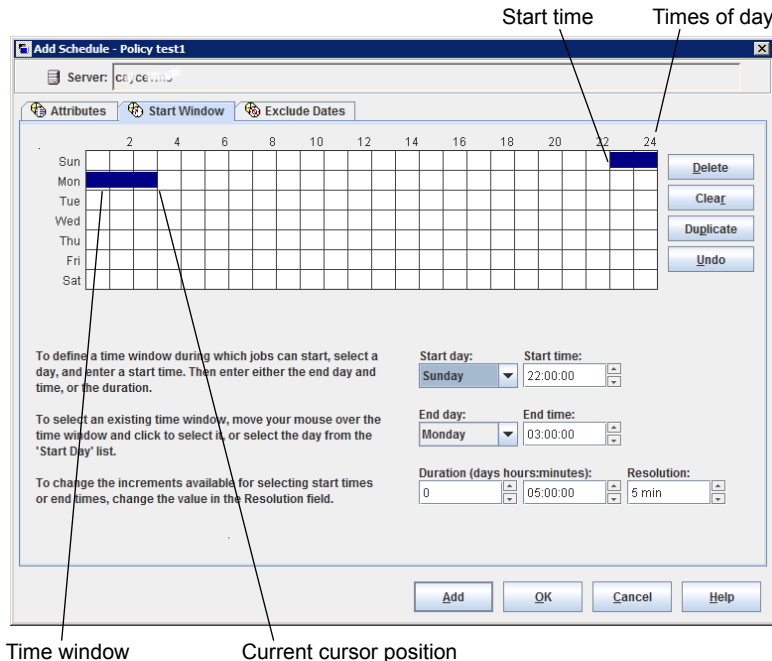 Start time Times of day
Add Schedule - Policy test1
Server:
Attributes Start Window Exclude Dates
2 4 6 8 10 12 14 16 18 20 22 24
Sun
Mon
Tue
Wed
Thu
Fri
Sat
Delete
Clear
Duplicate
Undo
To define a time window during which jobs can start, select a
day, and enter a start time. Then enter either the end day and
time, or the duration.
To select an existing time window, move your mouse over the
time window and click to select it, or select the day from the
'Start Day' list.
To change the increments available for selecting start times
or end times, change the value in the Resolution field.
Start day: Start time:
Sunday 22:00:00
End day: End time:
Monday 03:00:00
Duration (days hours:minutes): Resolution:
0 05:00:00 5 min
Add OK Cancel Help
Time window Current cursor position